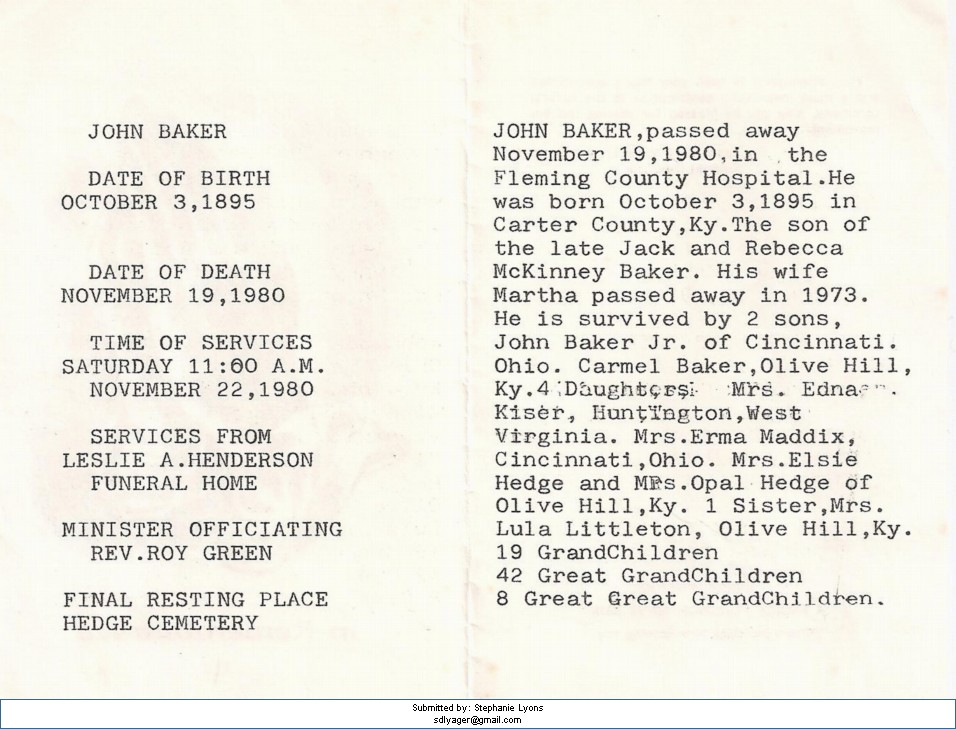 JOHN BAKER
DATE OF BIRTH
OCTOBER 3,1895
DATE OF DEATH
NOVEMBER 19,1980
TIME OF SERVICES
SATURDAY 11:00 A.M.
NOVEMBER 22,1980
SERVICES FROM
LESLIE A.HENDERSON
FUNERAL HOME
MINISTER OFFICIATING
REV.ROY GREEN
FINAL RESTING PLACE
HEDGE CEMETERY
JOHN BAKER,passed away
November 19,1980,in the
Fleming County Hospital.He
was born October 3,1895 in
Carter County,Ky.The son of
the late Jack and Rebecca
McKinney Baker. His wife
Martha passed away in 1973.
He is survived by 2 sons,
John Baker Jr. of Cincinnati.
Ohio. Carmel Baker,Olive Hill,
Ky.4 Daughters Mrs. Edna
Kiser, Huntington,West
Virginia. Mrs.Erma Maddix,
Cincinnati,Ohio. Mrs.Elsie
Hedge and Mrs.Opal Hedge of
Olive Hill,Ky. 1 Sister,Mrs.
Lula Littleton, Olive Hill,Ky.
19 GrandChildren
42 Great GrandChildren
8 Great Great GrandChildren.
Submitted by: Stephanie Lyons
sdlyager@gmail.com